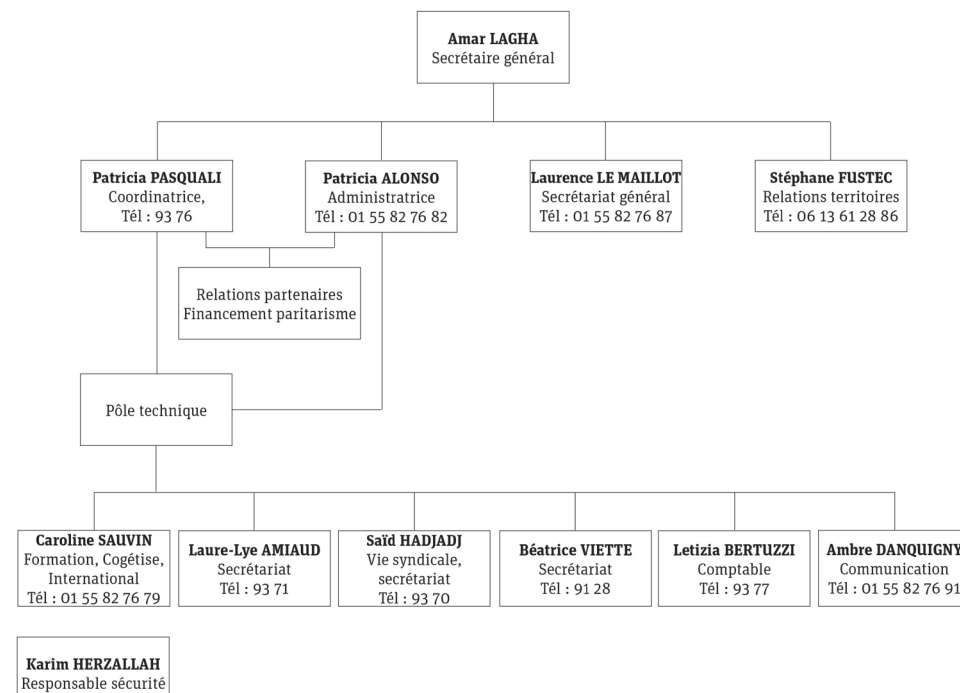 Amar LAGHA
Secrétaire général
Patricia PASQUALI
Coordinatrice,
Tél : 93 76
Patricia ALONSO
Administratrice
Tél : 01 55 82 76 82
Laurence LE MAILLOT
Secrétariat général
Tél : 01 55 82 76 87
Stéphane FUSTEC
Relations territoires
Tél : 06 13 61 28 86
Relations partenaires
Financement paritarisme
Pôle technique
Caroline SAUVIN
Formation, Cogétise,
International
Tél : 01 55 82 76 79
Laure-Lye AMIAUD
Secrétariat
Tél : 93 71
Saïd HADJADJ
Vie syndicale,
secrétariat
Tél : 93 70
Béatrice VIETTE
Secrétariat
Tél : 91 28
Letizia BERTUZZI
Comptable
Tél : 93 77
Ambre DANQUIGNY
Communication
Tél : 01 55 82 76 91
Karim HERZALLAH
Responsable sécurité